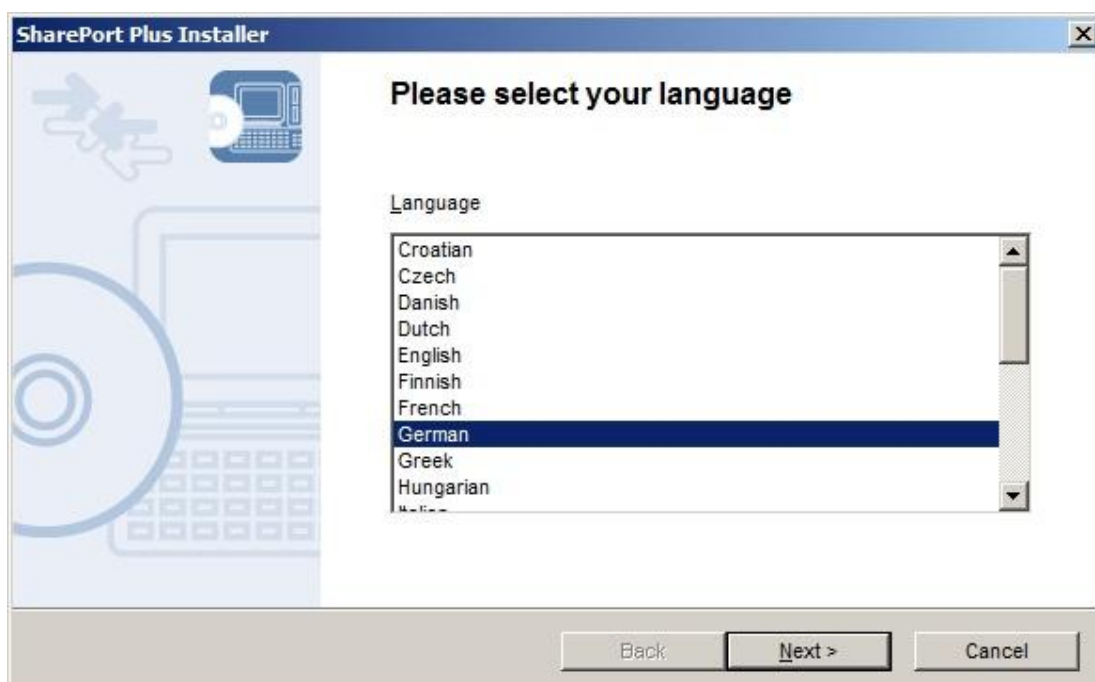 SharePort Plus Installer
Please select your language
Language
Croatian
Czech
Danish
Dutch
English
Finnish
French
German
Greek
Hungarian
Italian
Back
Next >
Cancel